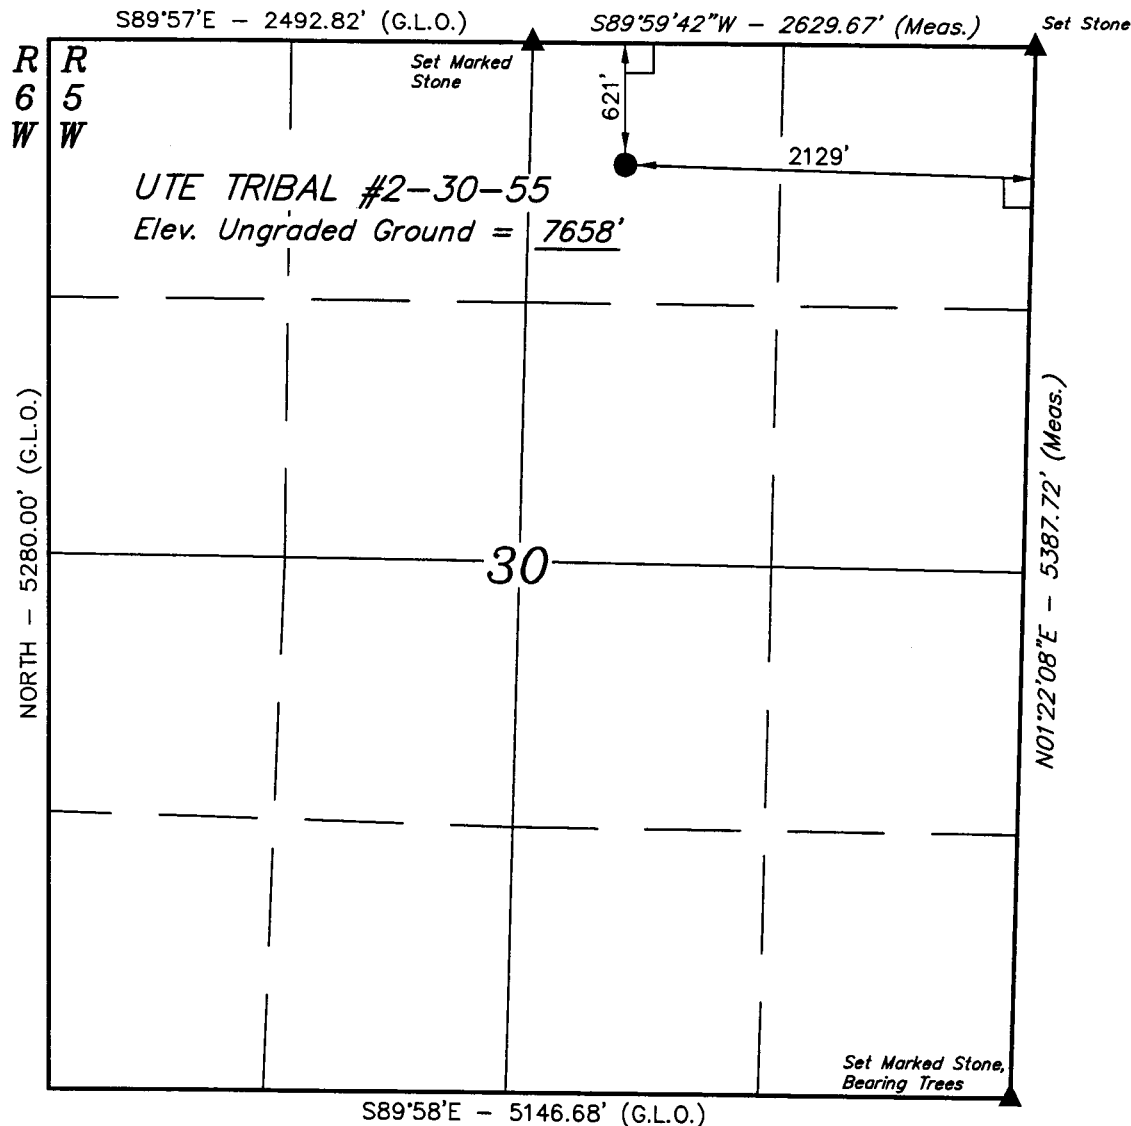 S89°57'E - 2492.82' (G.L.O.)
S89°59'42"W - 2629.67' (Meas.)
Set Stone
R R
6 5
W W
Set Marked
Stone
621'
2129'
UTE TRIBAL #2-30-55
Elev. Ungraded Ground = 7658'
NORTH - 5280.00' (G.L.O.)
30
N01°22'08"E - 5387.72' (Meas.)
Set Marked Stone,
Bearing Trees
S89°58'E - 5146.68' (G.L.O.)